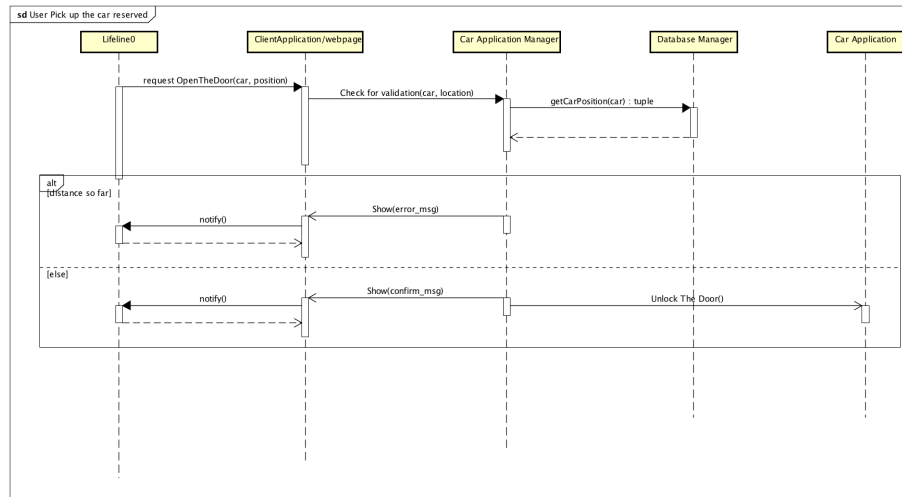 sd User Pick up the car reserved
Lifeline0
ClientApplication/webpage
Car Application Manager
Database Manager
Car Application
request OpenTheDoor(car, position)
Check for validation(car, location)
getCarPosition(car) : tuple
alt
[distance so far]
Show(error_msg)
notify()
[else]
Show(confirm_msg)
notify()
Unlock The Door()